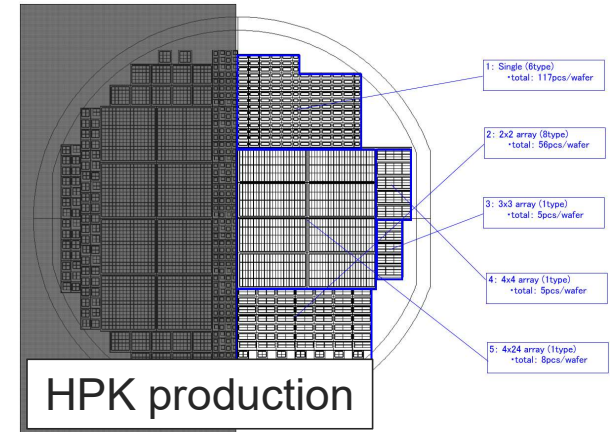 1: Single (6type)
・total: 117pcs/wafer
2: 2x2 array (8type)
・total: 56pcs/wafer
3: 3x3 array (1type)
・total: 5pcs/wafer
4: 4x4 array (1type)
・total: 5pcs/wafer
5: 4x24 array (1type)
・total: 8pcs/wafer
HPK production